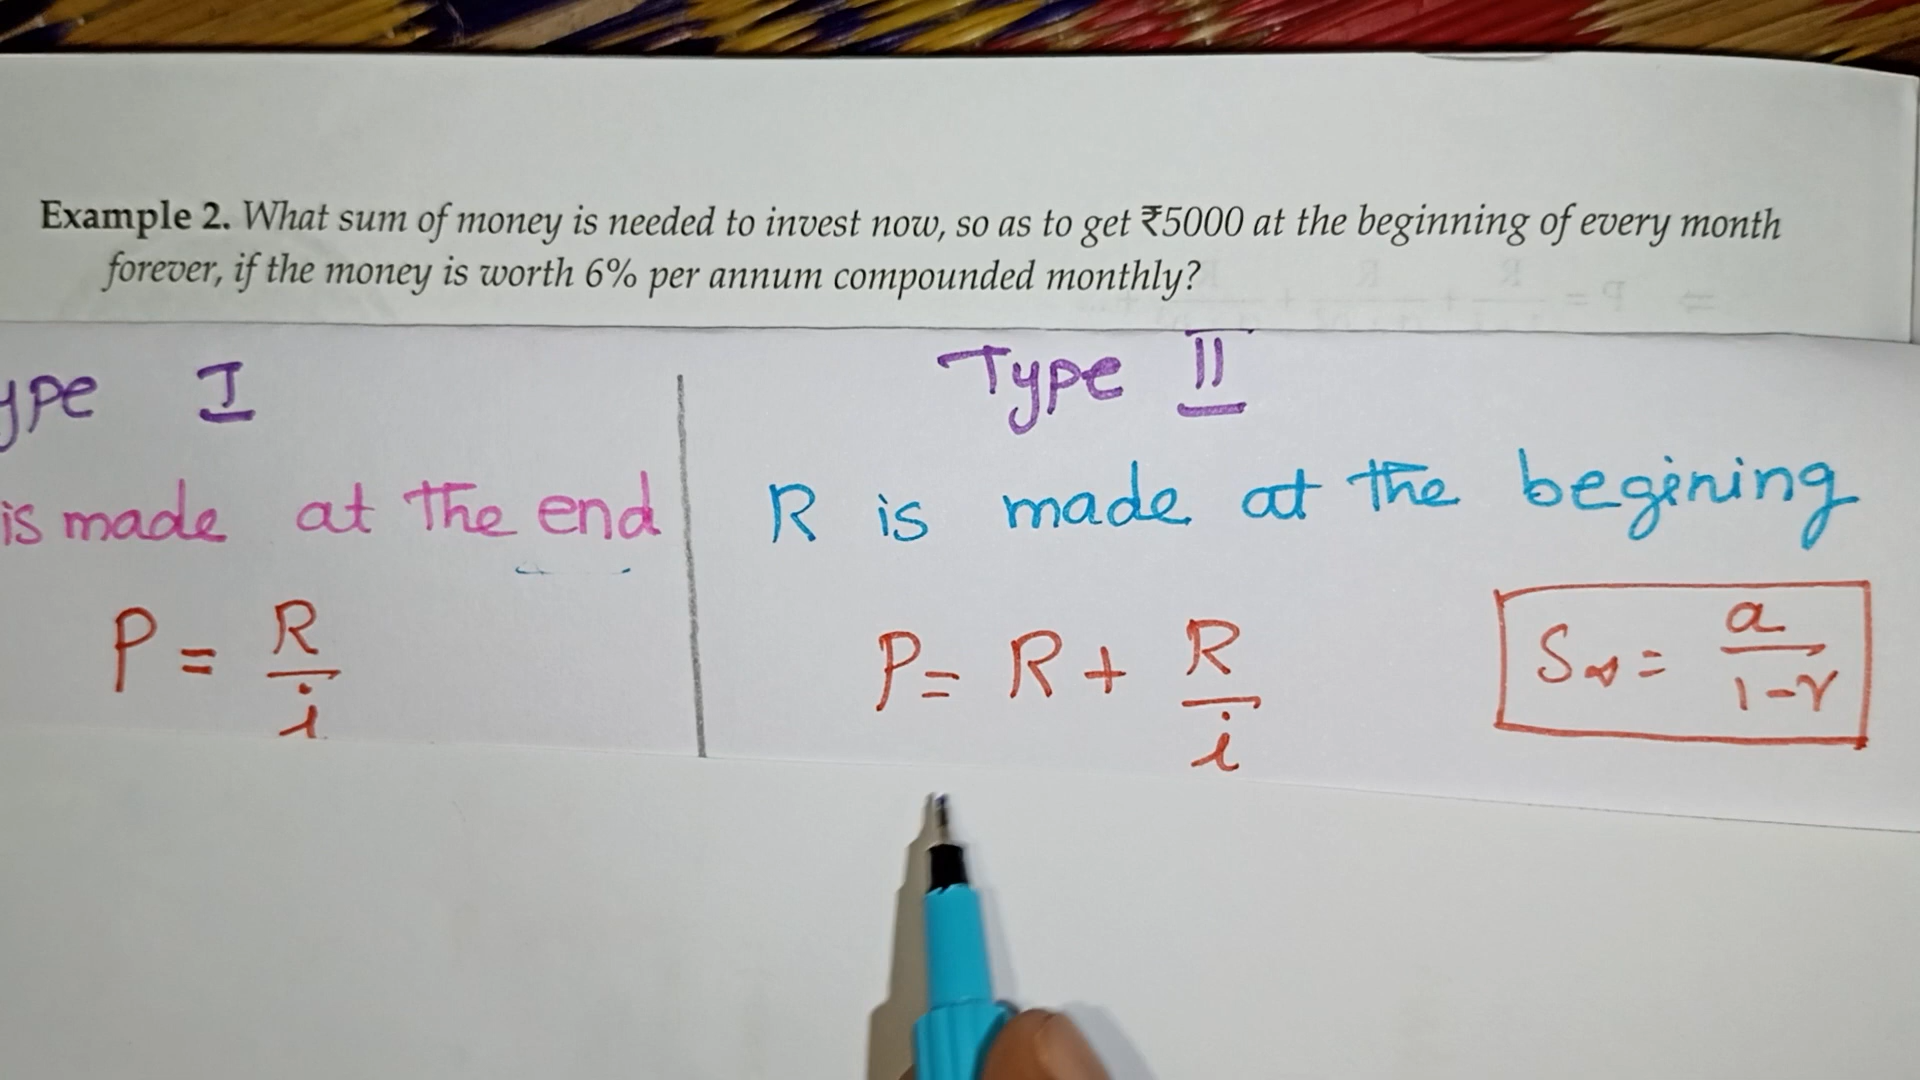 Example 2. What sum of money is needed to invest now, so as to get ₹5000 at the beginning of every month
forever, if the money is worth 6% per annum compounded monthly?
ype I
is made at the end
P = R/i
Type II
R is made at the begining
P = R + R/i
S∞ = a/1-r